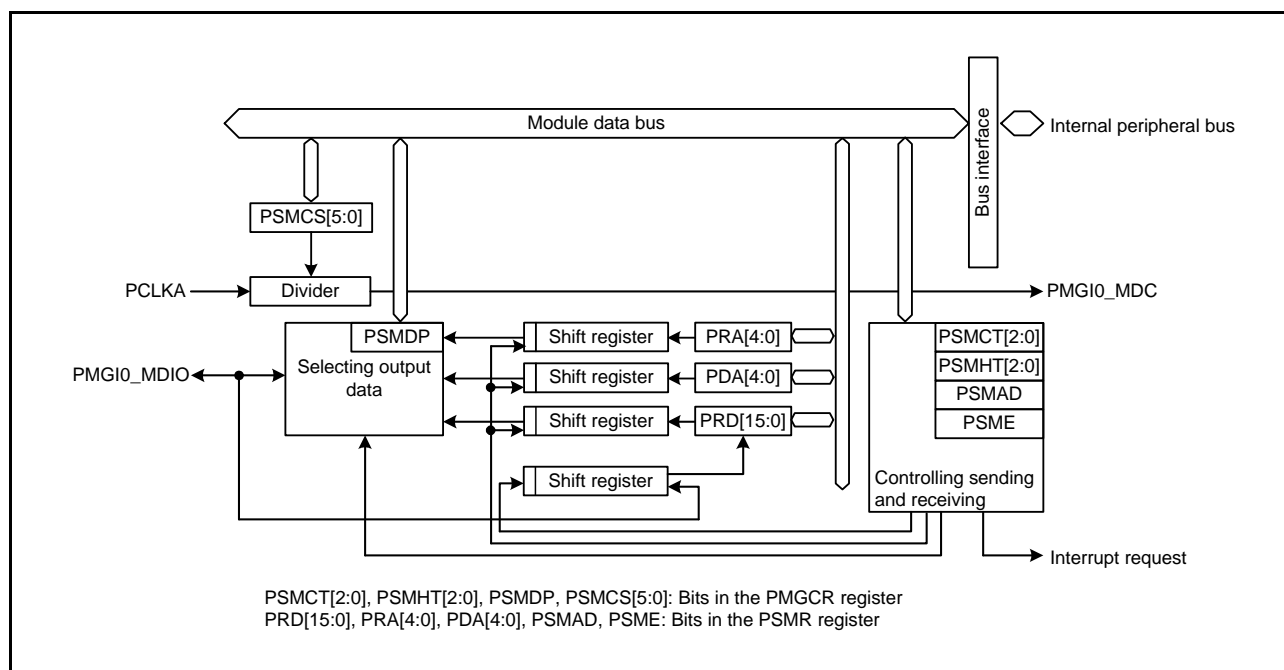 Module data bus
Bus interface
Internal peripheral bus
PSMCS[5:0]
PCLKA
Divider
PMGI0_MDC
PSMDP
Shift register
PRA[4:0]
PSMCT[2:0]
PMGI0_MDIO
Selecting output
data
Shift register
PDA[4:0]
PSMHT[2:0]
PSMAD
Shift register
PRD[15:0]
PSME
Shift register
Controlling sending
and receiving
Interrupt request
PSMCT[2:0], PSMHT[2:0], PSMDP, PSMCS[5:0]: Bits in the PMGCR register
PRD[15:0], PRA[4:0], PDA[4:0], PSMAD, PSME: Bits in the PSMR register